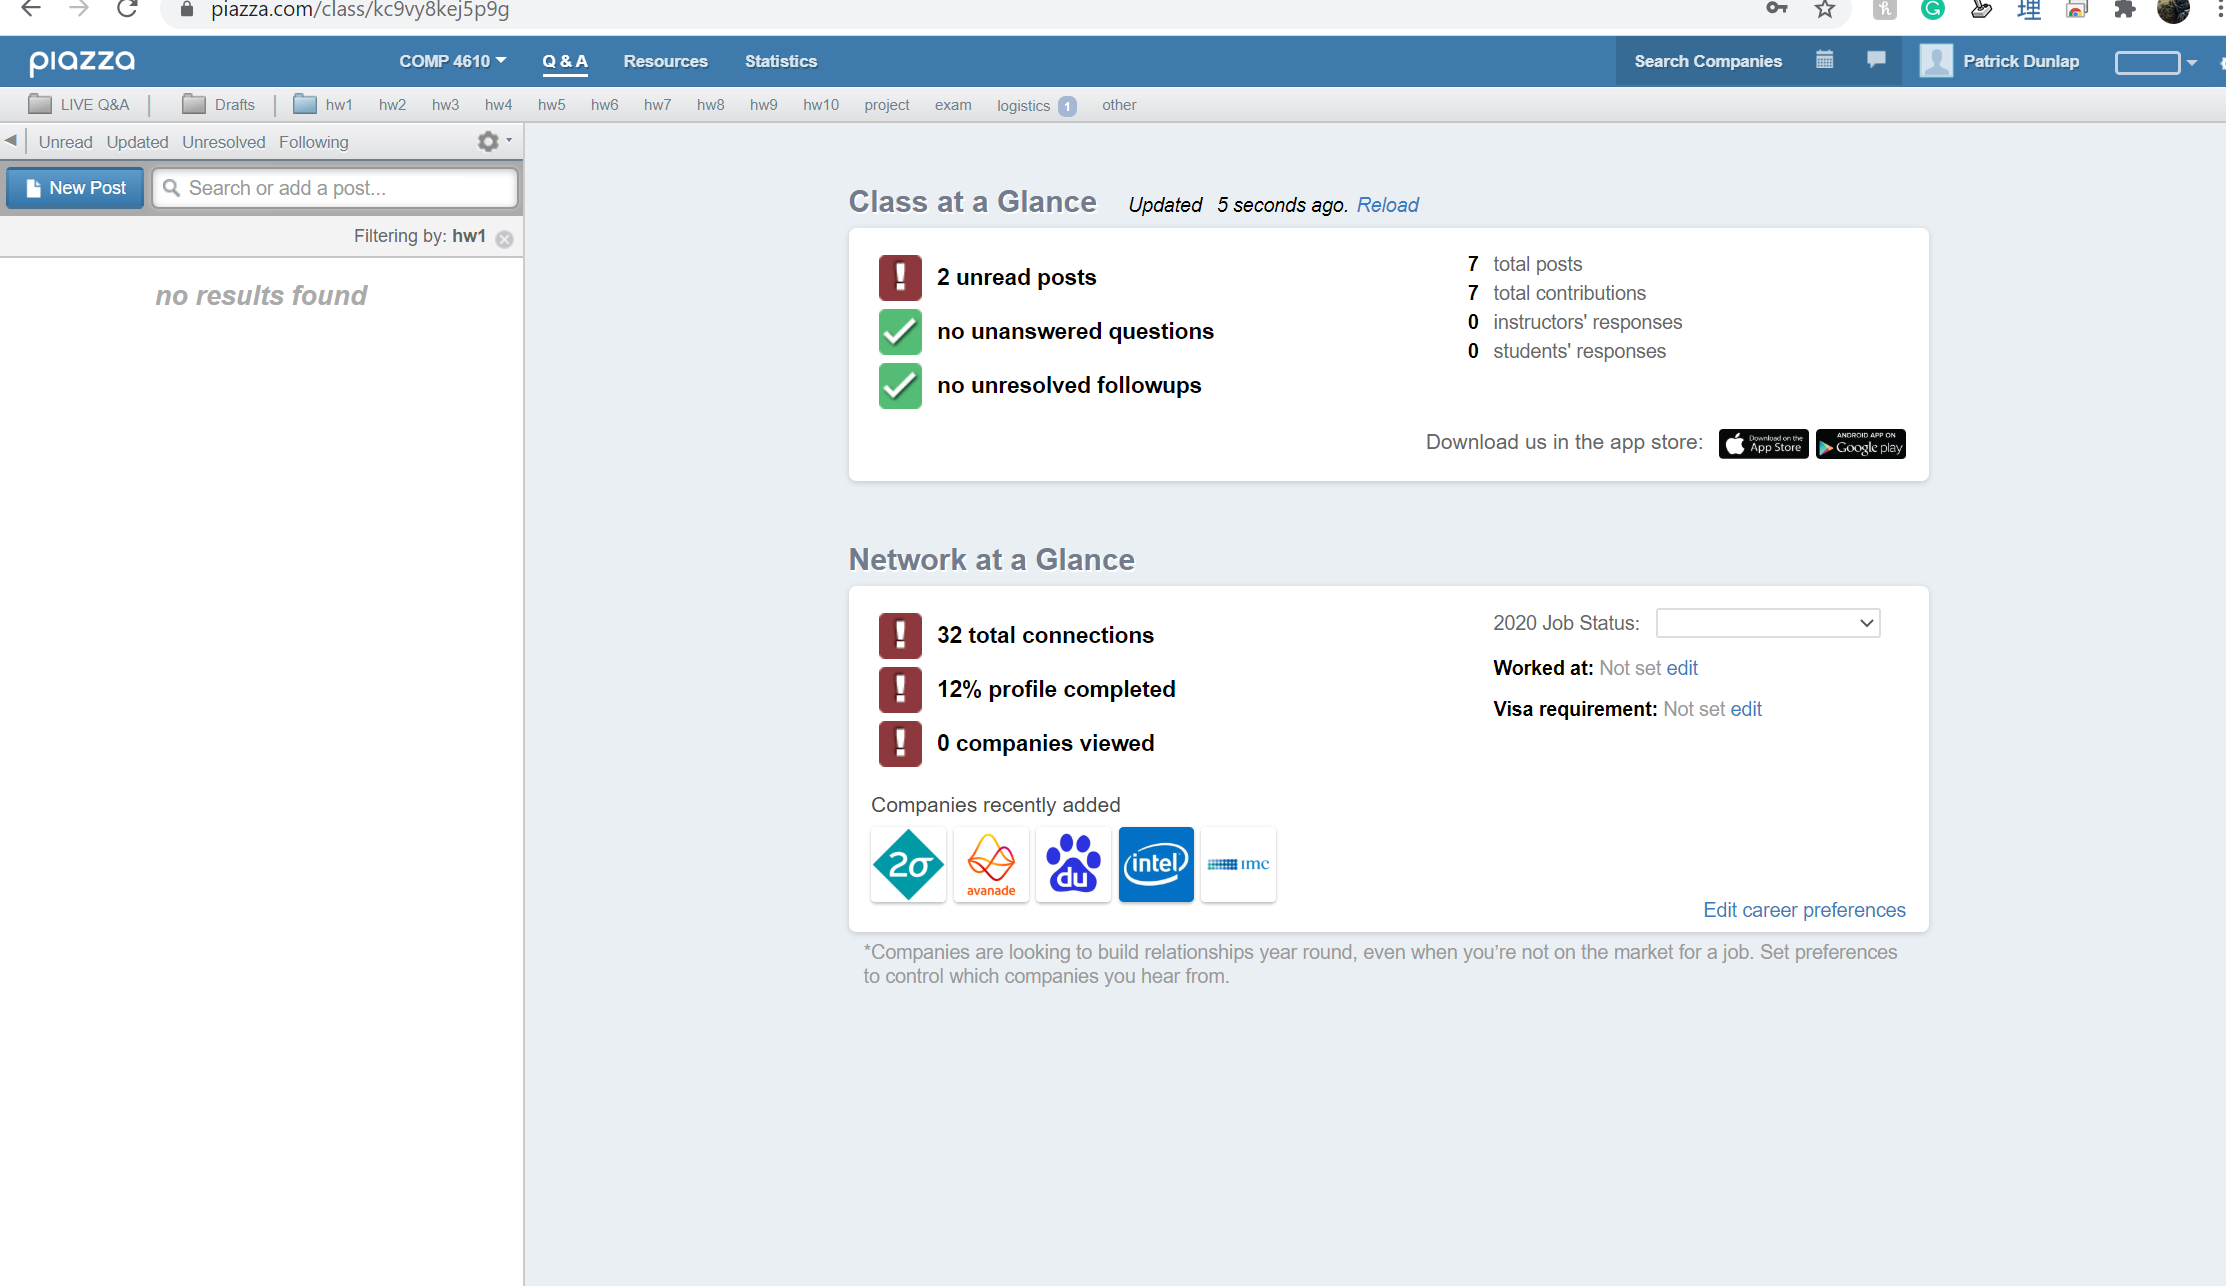 piazza.com/class/kc9vy8kej5p9g
piazza
COMP 4610
Q & A
Resources
Statistics
Search Companies
Patrick Dunlap
LIVE Q&A
Drafts
hw1
hw2
hw3
hw4
hw5
hw6
hw7
hw8
hw9
hw10
project
exam
logistics 1
other
Unread
Updated
Unresolved
Following
New Post
Search or add a post...
Filtering by: hw1
no results found
Class at a Glance
Updated 5 seconds ago. Reload
! 2 unread posts
no unanswered questions
no unresolved followups
7 total posts
7 total contributions
0 instructors' responses
0 students' responses
Download us in the app store:
Download on the
App Store
ANDROID APP ON
Google play
Network at a Glance
! 32 total connections
! 12% profile completed
! 0 companies viewed
2020 Job Status:
Worked at: Not set edit
Visa requirement: Not set edit
Companies recently added
2σ
avanade
du
intel
imc
Edit career preferences
*Companies are looking to build relationships year round, even when you’re not on the market for a job. Set preferences
to control which companies you hear from.